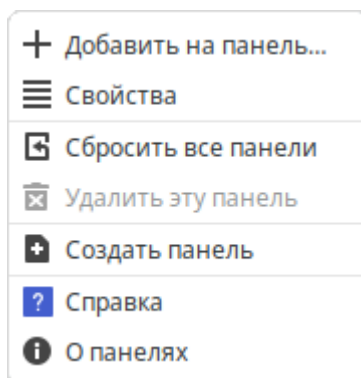 Добавить на панель...
Свойства
Сбросить все панели
Удалить эту панель
Создать панель
Справка
О панелях